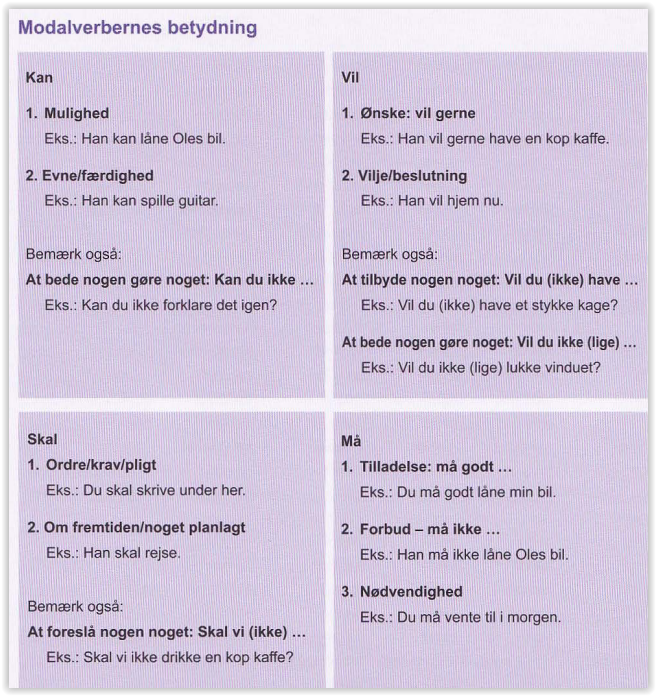 Modalverbernes betydning
Kan
1. Mulighed
Eks.: Han kan låne Oles bil.
2. Evne/færdighed
Eks.: Han kan spille guitar.
Bemærk også:
At bede nogen gøre noget: Kan du ikke …
Eks.: Kan du ikke forklare det igen?
Vil
1. Ønske: vil gerne
Eks.: Han vil gerne have en kop kaffe.
2. Vilje/beslutning
Eks.: Han vil hjem nu.
Bemærk også:
At tilbyde nogen noget: Vil du (ikke) have …
Eks.: Vil du (ikke) have et stykke kage?
At bede nogen gøre noget: Vil du ikke (lige) …
Eks.: Vil du ikke (lige) lukke vinduet?
Skal
1. Ordre/krav/pligt
Eks.: Du skal skrive under her.
2. Om fremtiden/noget planlagt
Eks.: Han skal rejse.
Bemærk også:
At foreslå nogen noget: Skal vi (ikke) …
Eks.: Skal vi ikke drikke en kop kaffe?
Må
1. Tilladelse: må godt …
Eks.: Du må godt låne min bil.
2. Forbud – må ikke …
Eks.: Han må ikke låne Oles bil.
3. Nødvendighed
Eks.: Du må vente til i morgen.